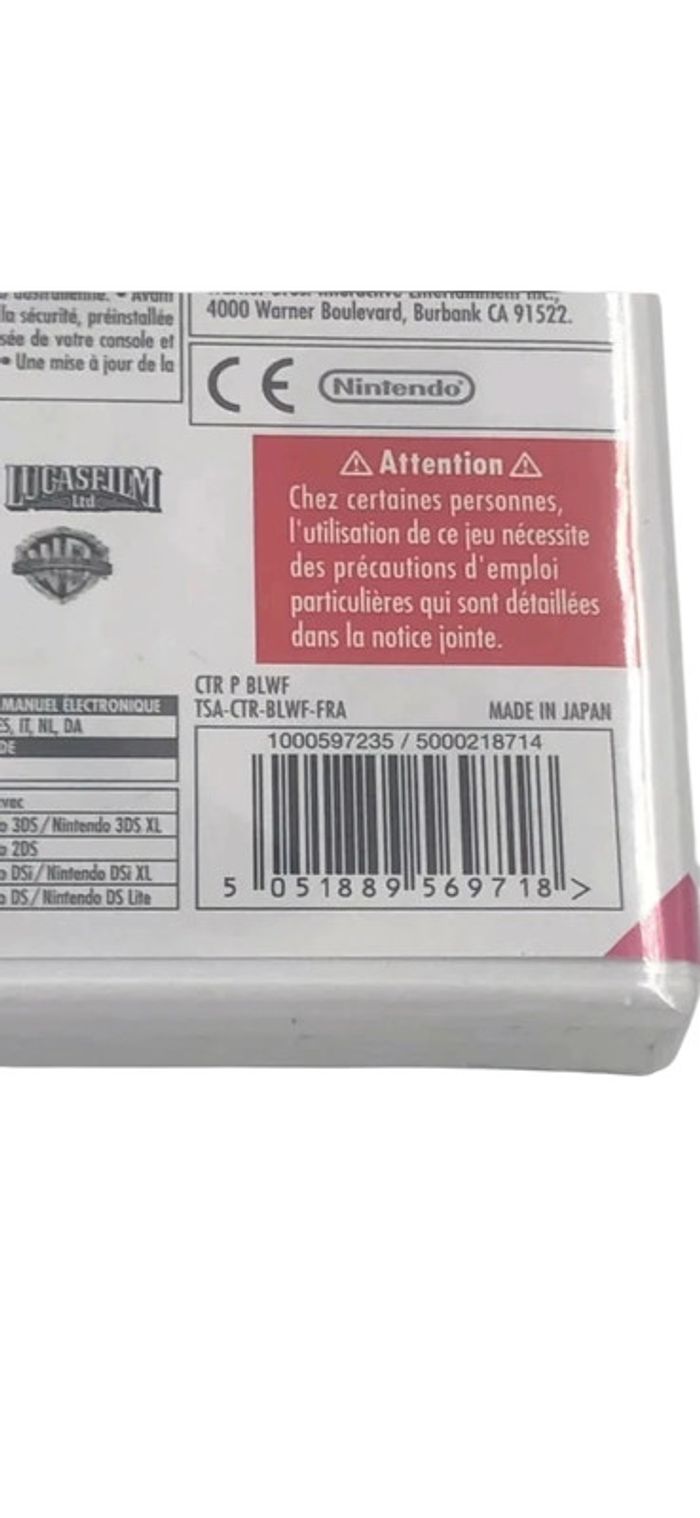 Avant
la sécurité, préinstallée
sée de votre console et
• Une mise à jour de la
4000 Warner Boulevard, Burbank CA 91522.
CE Nintendo
LUCASFILM
Ltd
WB
⚠ Attention ⚠
Chez certaines personnes,
l'utilisation de ce jeu nécessite
des précautions d'emploi
particulières qui sont détaillées
dans la notice jointe.
CTR P BLWF
TSA-CTR-BLWF-FRA MADE IN JAPAN
1000597235 / 5000218714
5 051889 569718 >
MANUEL ÉLECTRONIQUE
ES, IT, NL, DA
DE
vec
o 3DS/Nintendo 3DS XL
o 2DS
o DSi/Nintendo DSi XL
o DS/Nintendo DS Lite